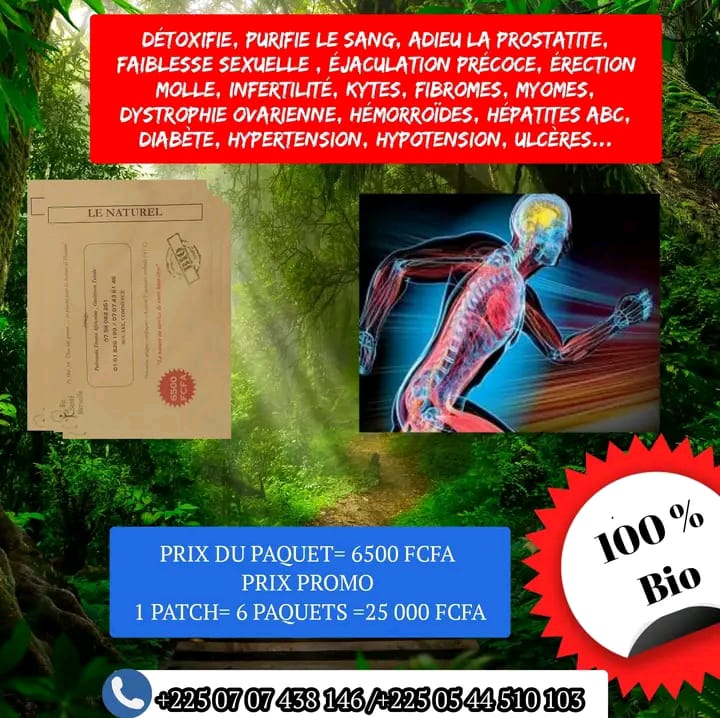 DÉTOXIFIE, PURIFIE LE SANG, ADIEU LA PROSTATITE,
FAIBLESSE SEXUELLE , ÉJACULATION PRÉCOCE, ÉRECTION
MOLLE, INFERTILITÉ, KYTES, FIBROMES, MYOMES,
DYSTROPHIE OVARIENNE, HÉMORROÏDES, HÉPATITES ABC,
DIABÈTE, HYPERTENSION, HYPOTENSION, ULCÈRES...
LE NATUREL
BIO
6500
FCFA
100 %
Bio
PRIX DU PAQUET= 6500 FCFA
PRIX PROMO
1 PATCH= 6 PAQUETS =25 000 FCFA
+225 07 07 438 146 /+225 05 44 510 103